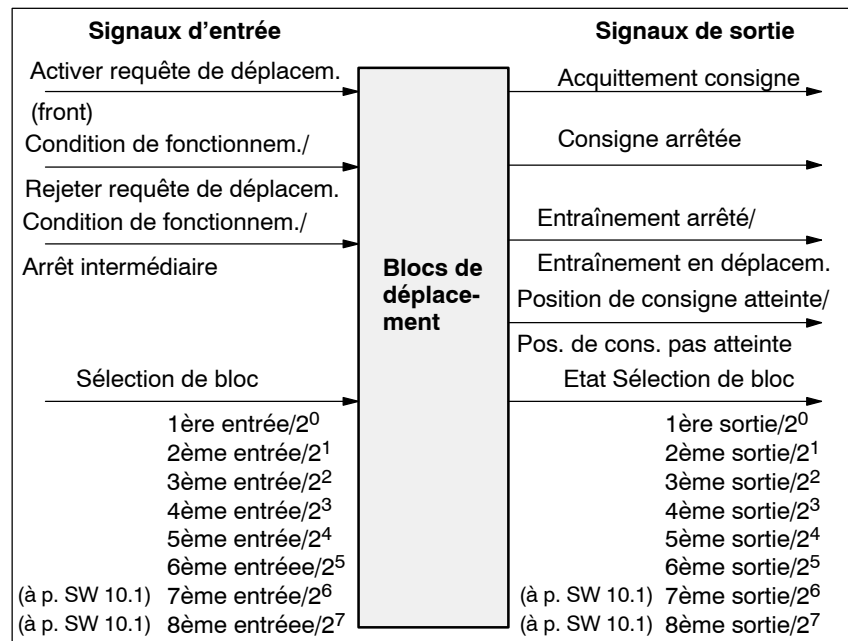 Signaux d'entrée
Activer requête de déplacem.
(front)
Condition de fonctionnem./
Rejeter requête de déplacem.
Condition de fonctionnem./
Arrêt intermédiaire
Sélection de bloc
1ère entrée/2⁰
2ème entrée/2¹
3ème entrée/2²
4ème entrée/2³
5ème entrée/2⁴
6ème entréee/2⁵
(à p. SW 10.1) 7ème entrée/2⁶
(à p. SW 10.1) 8ème entréee/2⁷
Blocs de
déplace-
ment
Signaux de sortie
Acquittement consigne
Consigne arrêtée
Entraînement arrêté/
Entraînement en déplacem.
Position de consigne atteinte/
Pos. de cons. pas atteinte
Etat Sélection de bloc
1ère sortie/2⁰
2ème sortie/2¹
3ème sortie/2²
4ème sortie/2³
5ème sortie/2⁴
6ème sortie/2⁵
(à p. SW 10.1) 7ème sortie/2⁶
(à p. SW 10.1) 8ème sortie/2⁷